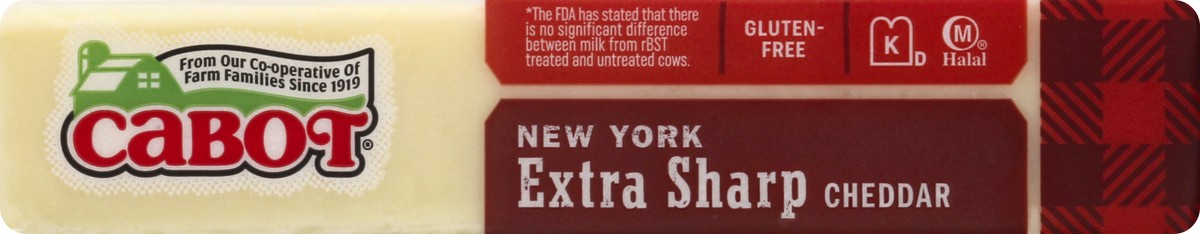 From Our Co-operative Of
Farm Families Since 1919
CABOT®
*The FDA has stated that there
is no significant difference
between milk from rBST
treated and untreated cows.
GLUTEN-
FREE
K D
M®
Halal
NEW YORK
Extra Sharp CHEDDAR